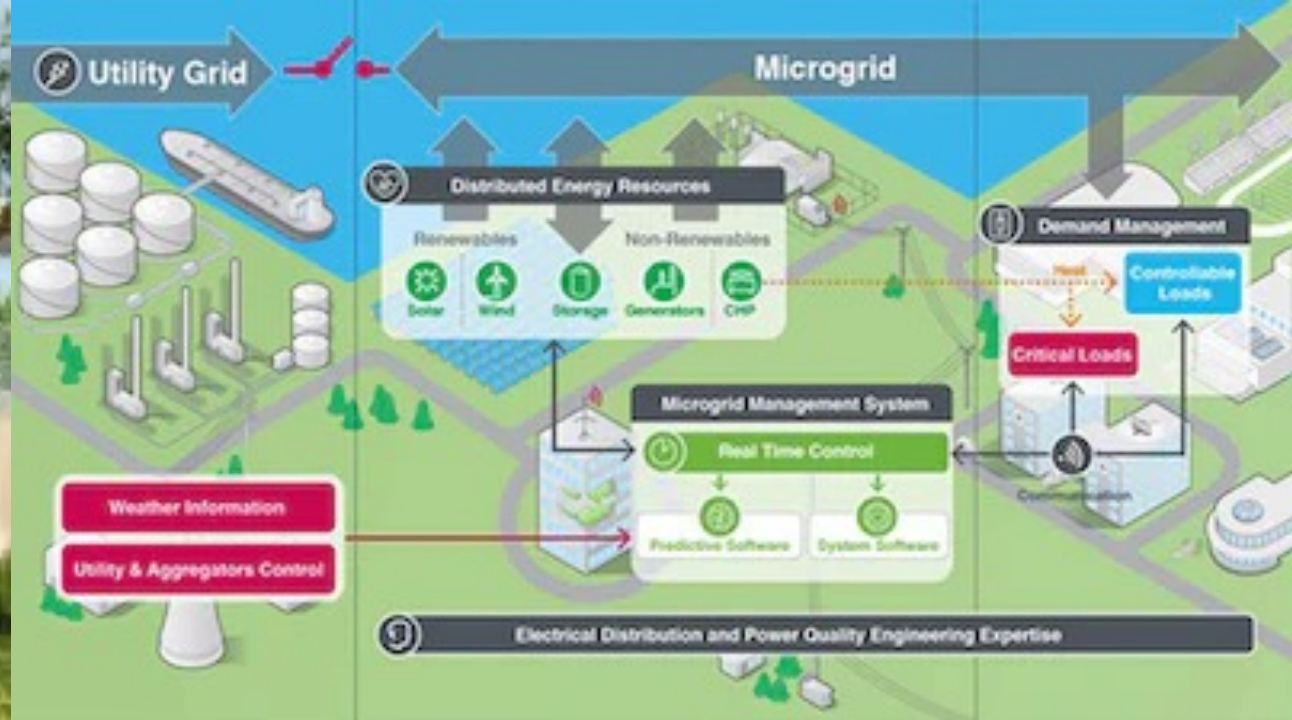 Utility Grid
Microgrid
Distributed Energy Resources
Renewables
Non-Renewables
Solar
Wind
Storage
Generators
CHP
Demand Management
Heat
Controllable
Loads
Critical Loads
Microgrid Management System
Real Time Control
Predictive Software
System Software
Communication
Weather Information
Utility & Aggregators Control
Electrical Distribution and Power Quality Engineering Expertise